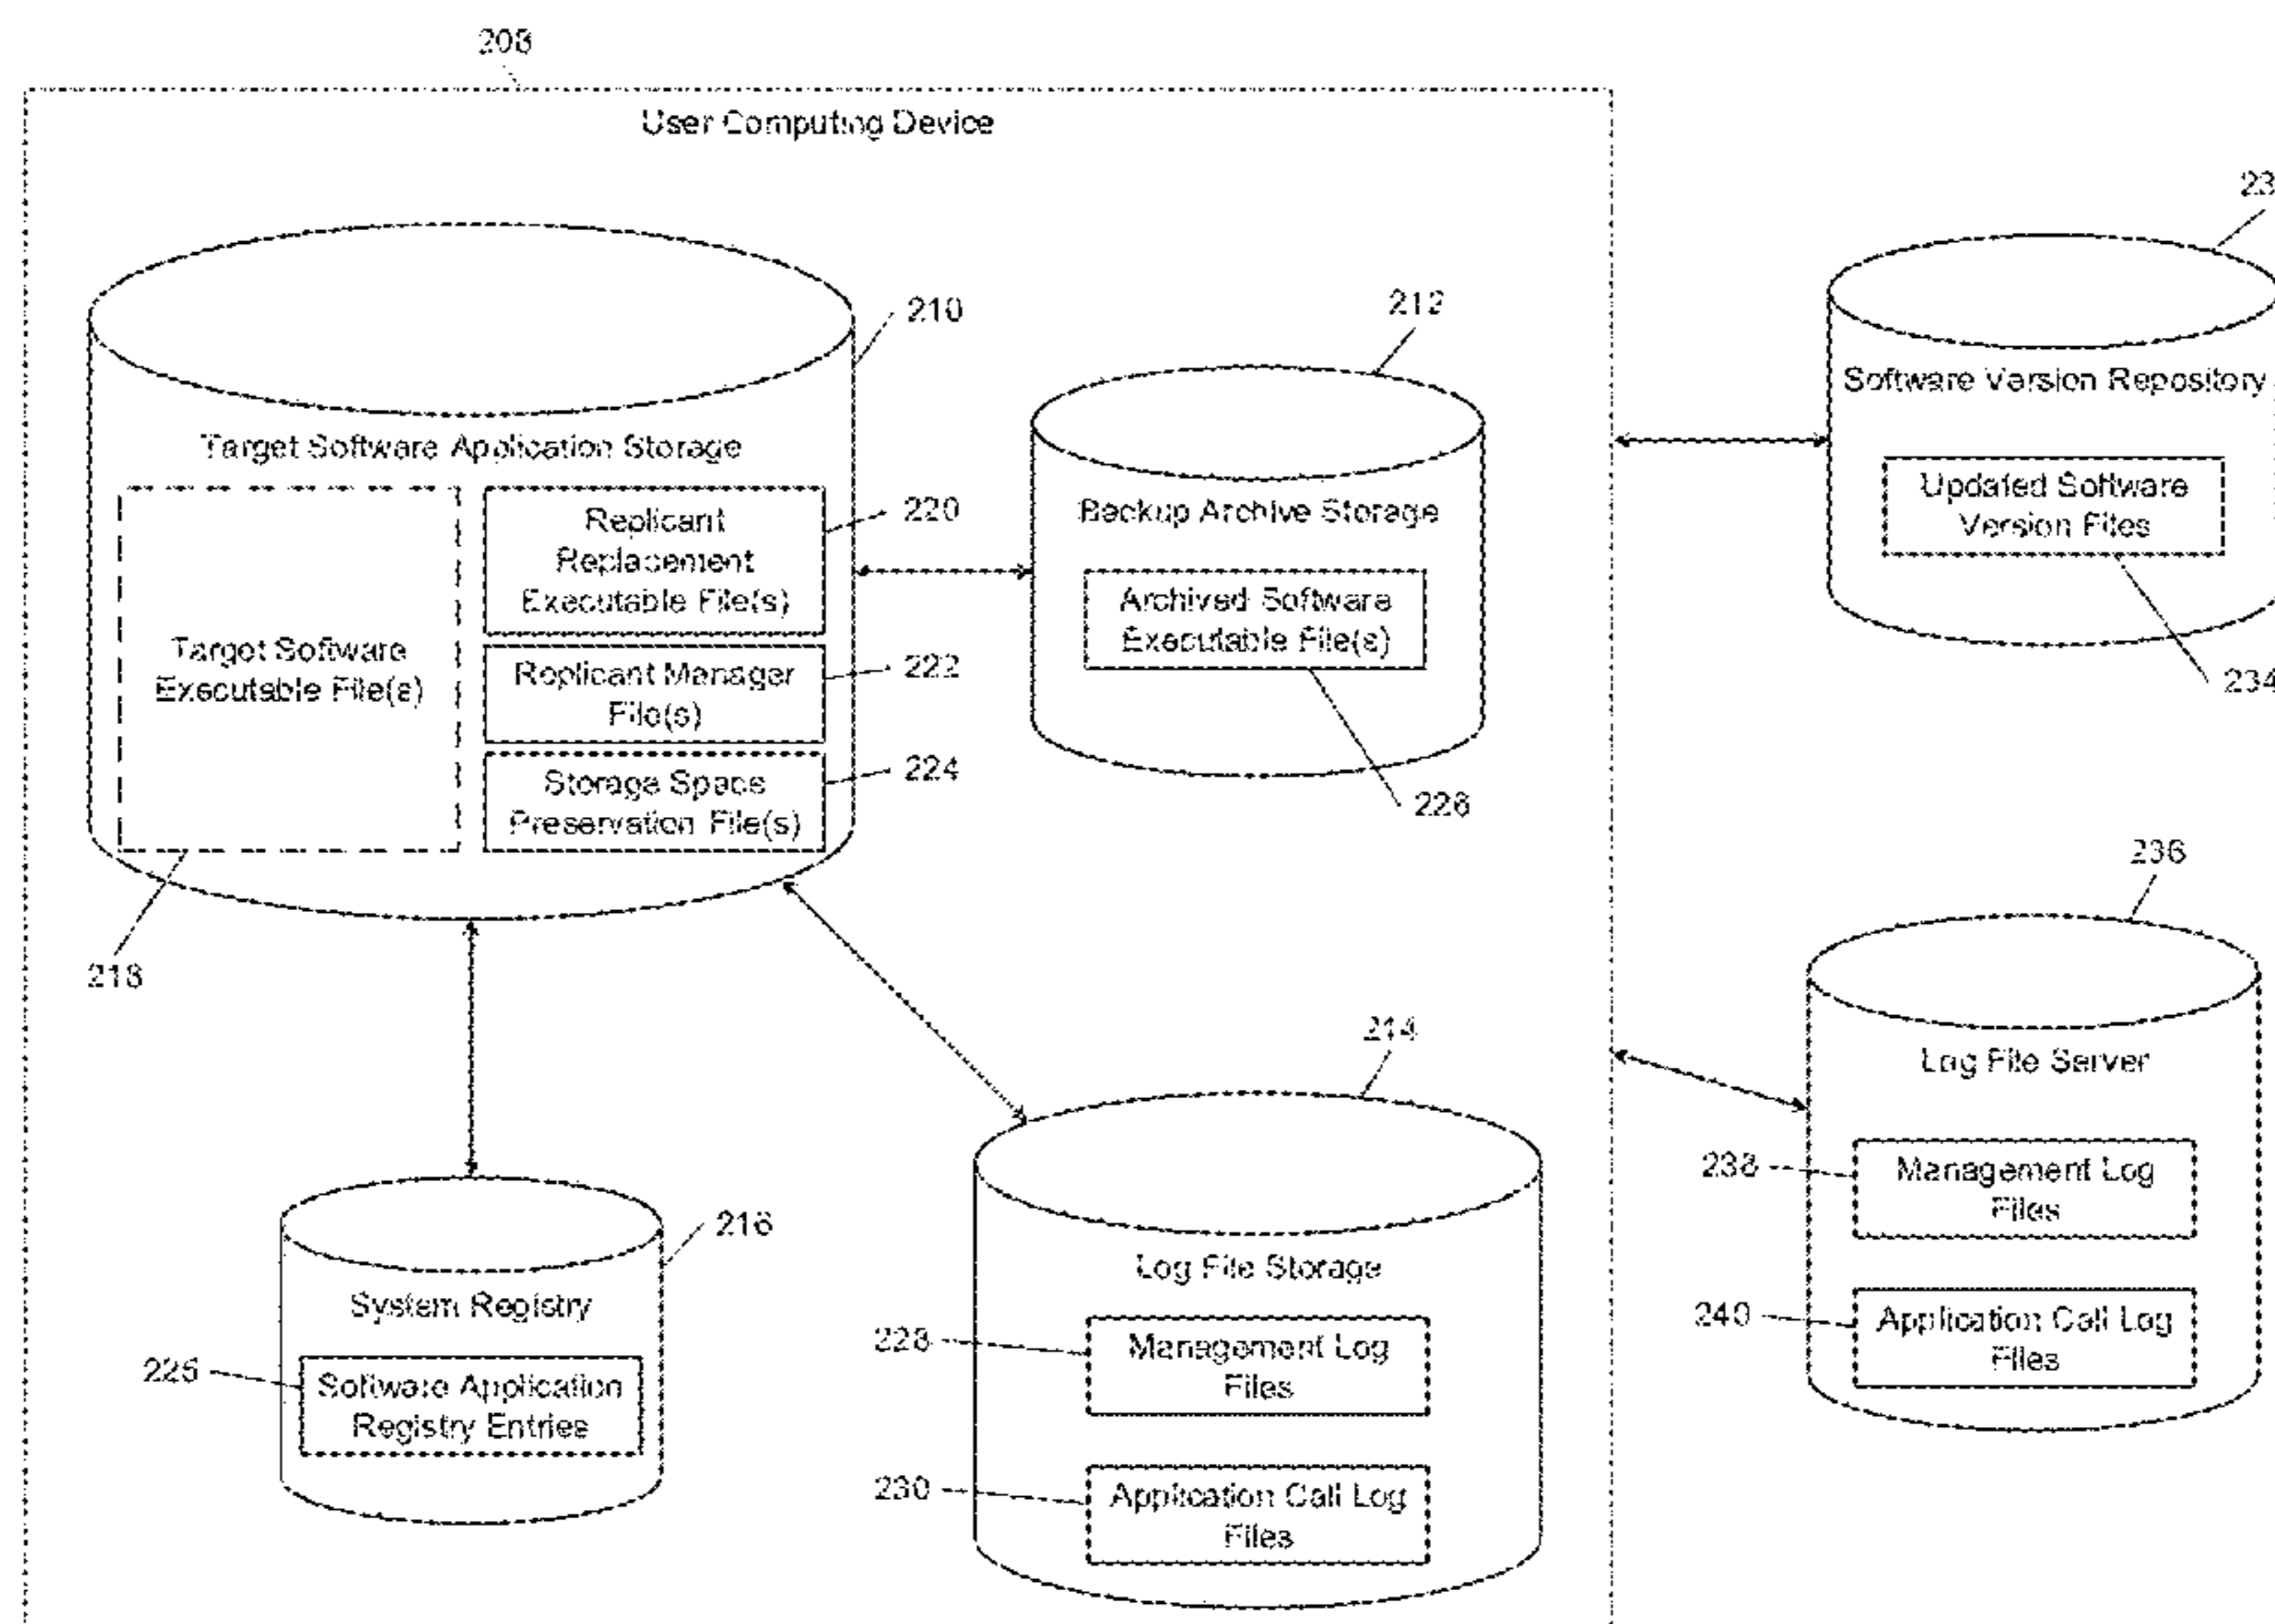 208
User Computing Device
210
Target Software Application Storage
Target Software
Executable File(s)
218
Replicant
Replacement
Executable File(s)
220
Replicant Manager
File(s)
222
Storage Space
Preservation File(s)
224
212
Backup Archive Storage
Archived Software
Executable File(s)
226
Software Version Repository
Updated Software
Version Files
234
216
System Registry
225
Software Application
Registry Entries
214
Log File Storage
228
Management Log
Files
230
Application Call Log
Files
236
Log File Server
238
Management Log
Files
240
Application Call Log
Files